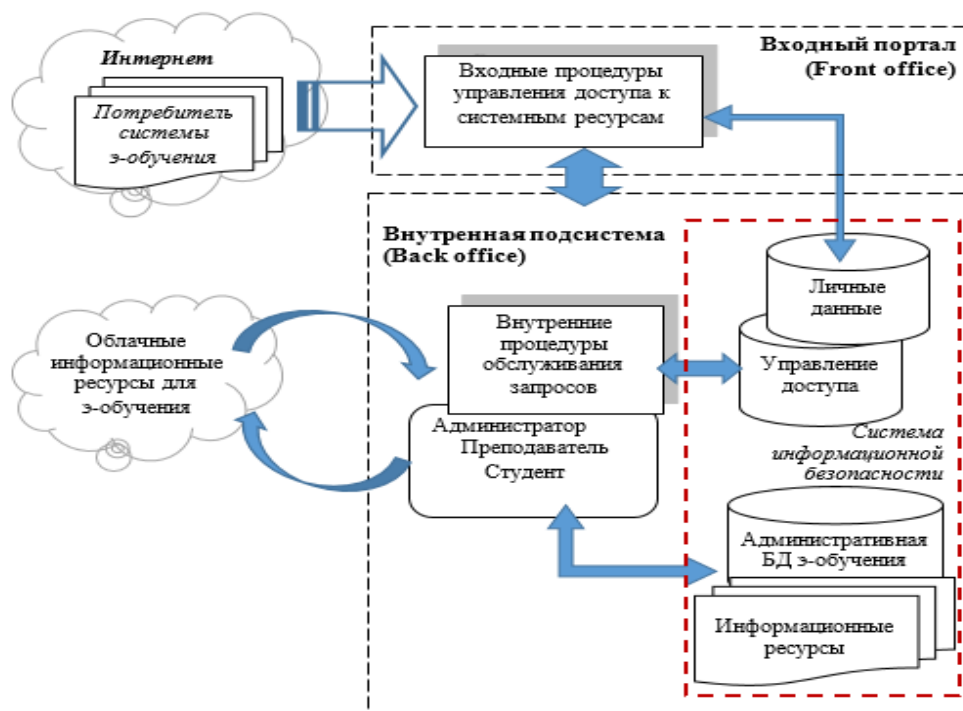 Интернет
Потребитель
системы
э-обучения
Входный портал
(Front office)
Входные процедуры
управления доступа к
системным ресурсам
Внутренная подсистема
(Back office)
Личные
данные
Управление
доступа
Система
информационной
безопасности
Внутренние
процедуры
обслуживания
запросов
Администратор
Преподаватель
Студент
Облачные
информационные
ресурсы для
э-обучения
Административная
БД э-обучения
Информационные
ресурсы